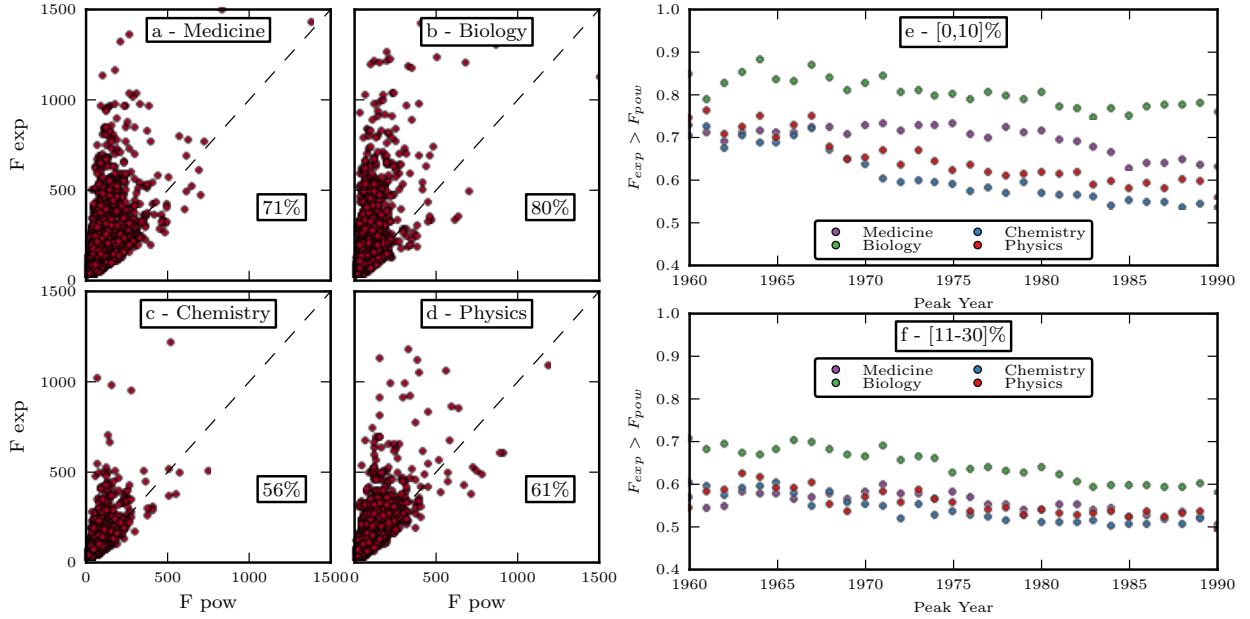 1500
a - Medicine
F exp
1000
500
71%
0
b - Biology
80%
1500
c - Chemistry
F exp
1000
500
56%
0
0
500
1000
1500
F pow
d - Physics
61%
0
500
1000
1500
F pow
1.0
e - [0,10]%
0.9
0.8
0.7
0.6
0.5
0.4
F_exp > F_pow
Medicine
Biology
Chemistry
Physics
1960
1965
1970
1975
1980
1985
1990
Peak Year
1.0
f - [11-30]%
0.9
0.8
0.7
0.6
0.5
0.4
F_exp > F_pow
Medicine
Biology
Chemistry
Physics
1960
1965
1970
1975
1980
1985
1990
Peak Year